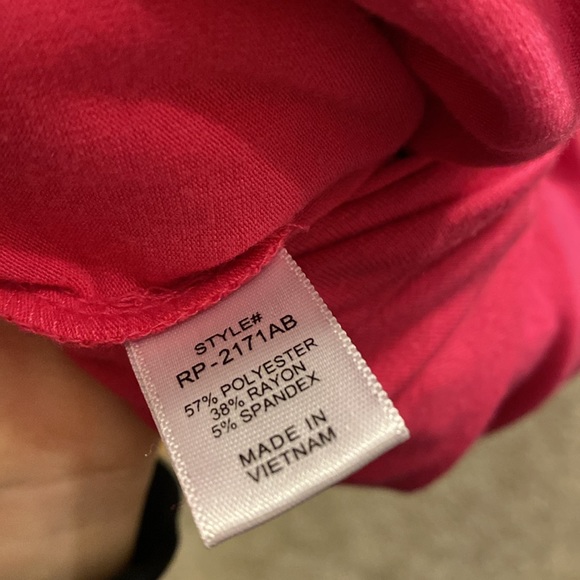 STYLE#
RP-2171AB
57% POLYESTER
38% RAYON
5% SPANDEX
MADE IN
VIETNAM